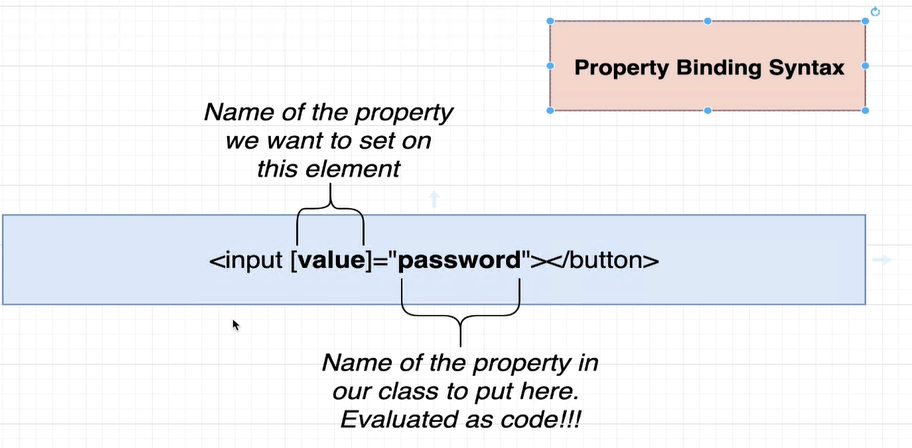 Property Binding Syntax
Name of the property
we want to set on
this element
<input [value]="password"></button>
Name of the property in
our class to put here.
Evaluated as code!!!